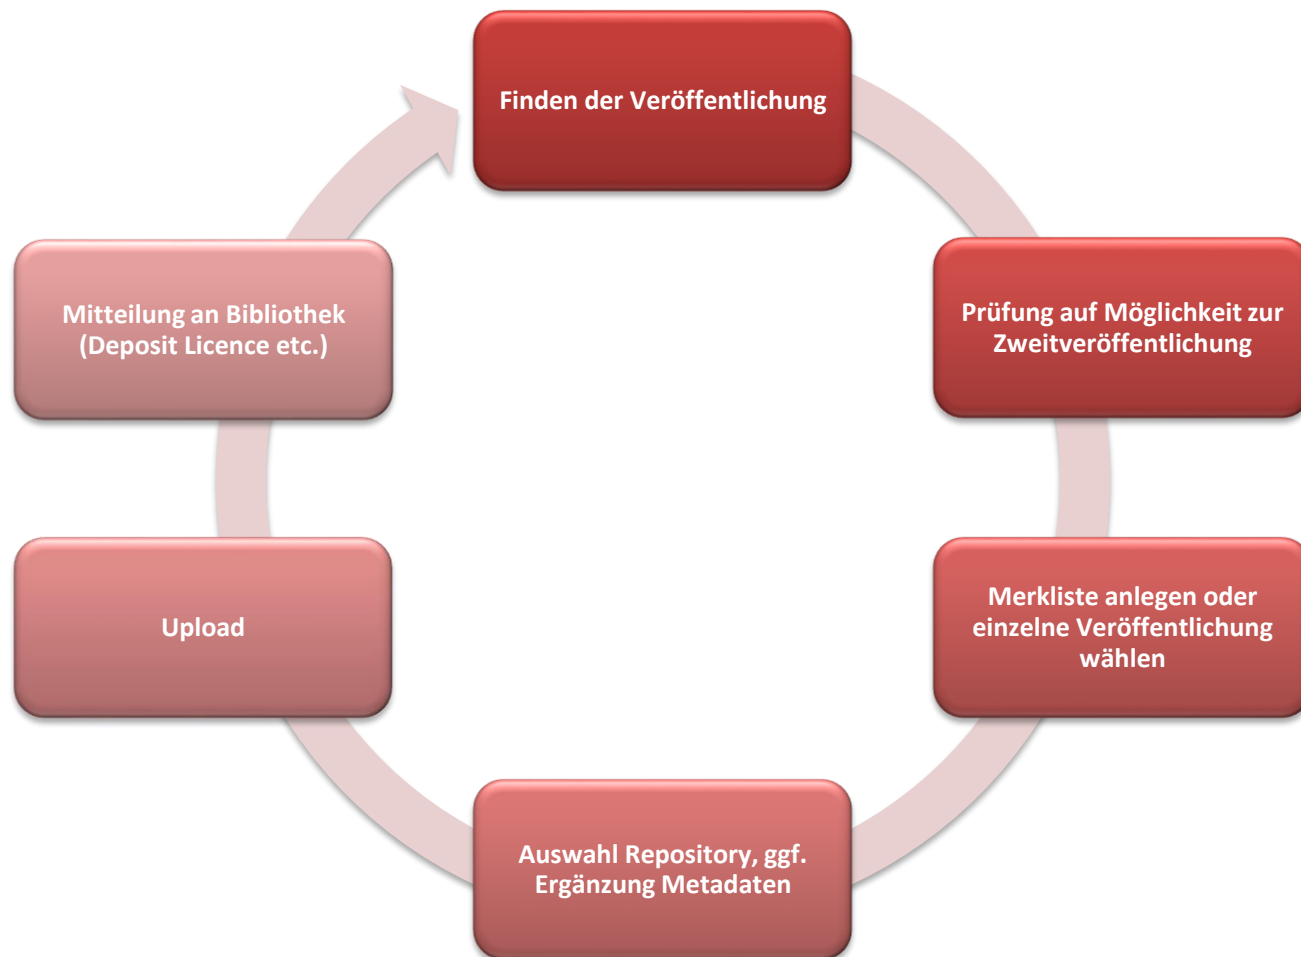 Finden der Veröffentlichung
Prüfung auf Möglichkeit zur
Zweitveröffentlichung
Merkliste anlegen oder
einzelne Veröffentlichung
wählen
Auswahl Repository, ggf.
Ergänzung Metadaten
Upload
Mitteilung an Bibliothek
(Deposit Licence etc.)